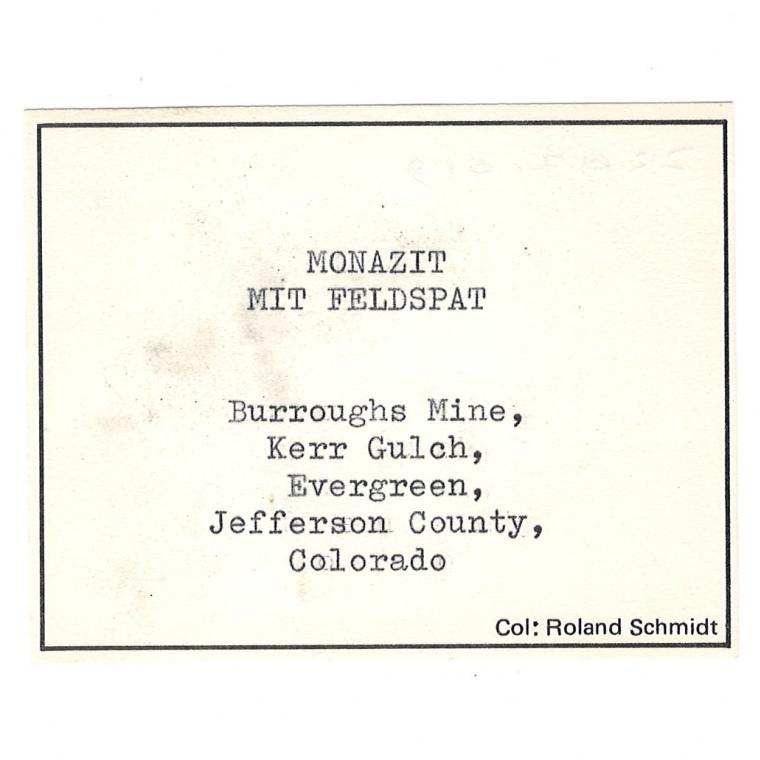 MONAZIT
MIT FELDSPAT
Burroughs Mine,
Kerr Gulch,
Evergreen,
Jefferson County,
Colorado
Col: Roland Schmidt